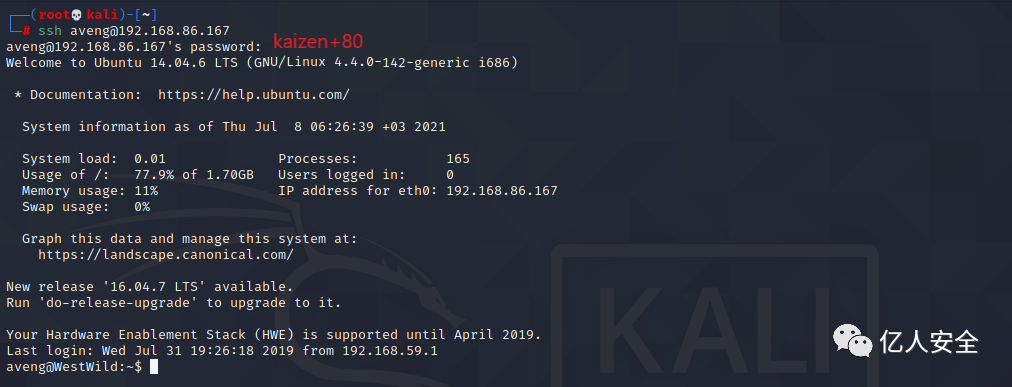 ┌──(root💀kali)-[~]
└─# ssh aveng@192.168.86.167
aveng@192.168.86.167's password: kaizen+80
Welcome to Ubuntu 14.04.6 LTS (GNU/Linux 4.4.0-142-generic i686)
* Documentation:  https://help.ubuntu.com/
System information as of Thu Jul  8 06:26:39 +03 2021
System load:  0.01              Processes:           165
Usage of /:   77.9% of 1.70GB   Users logged in:     0
Memory usage: 11%               IP address for eth0: 192.168.86.167
Swap usage:   0%
Graph this data and manage this system at:
https://landscape.canonical.com/
New release '16.04.7 LTS' available.
Run 'do-release-upgrade' to upgrade to it.
Your Hardware Enablement Stack (HWE) is supported until April 2019.
Last login: Wed Jul 31 19:26:18 2019 from 192.168.59.1
aveng@WestWild:~$
KALI
亿人安全